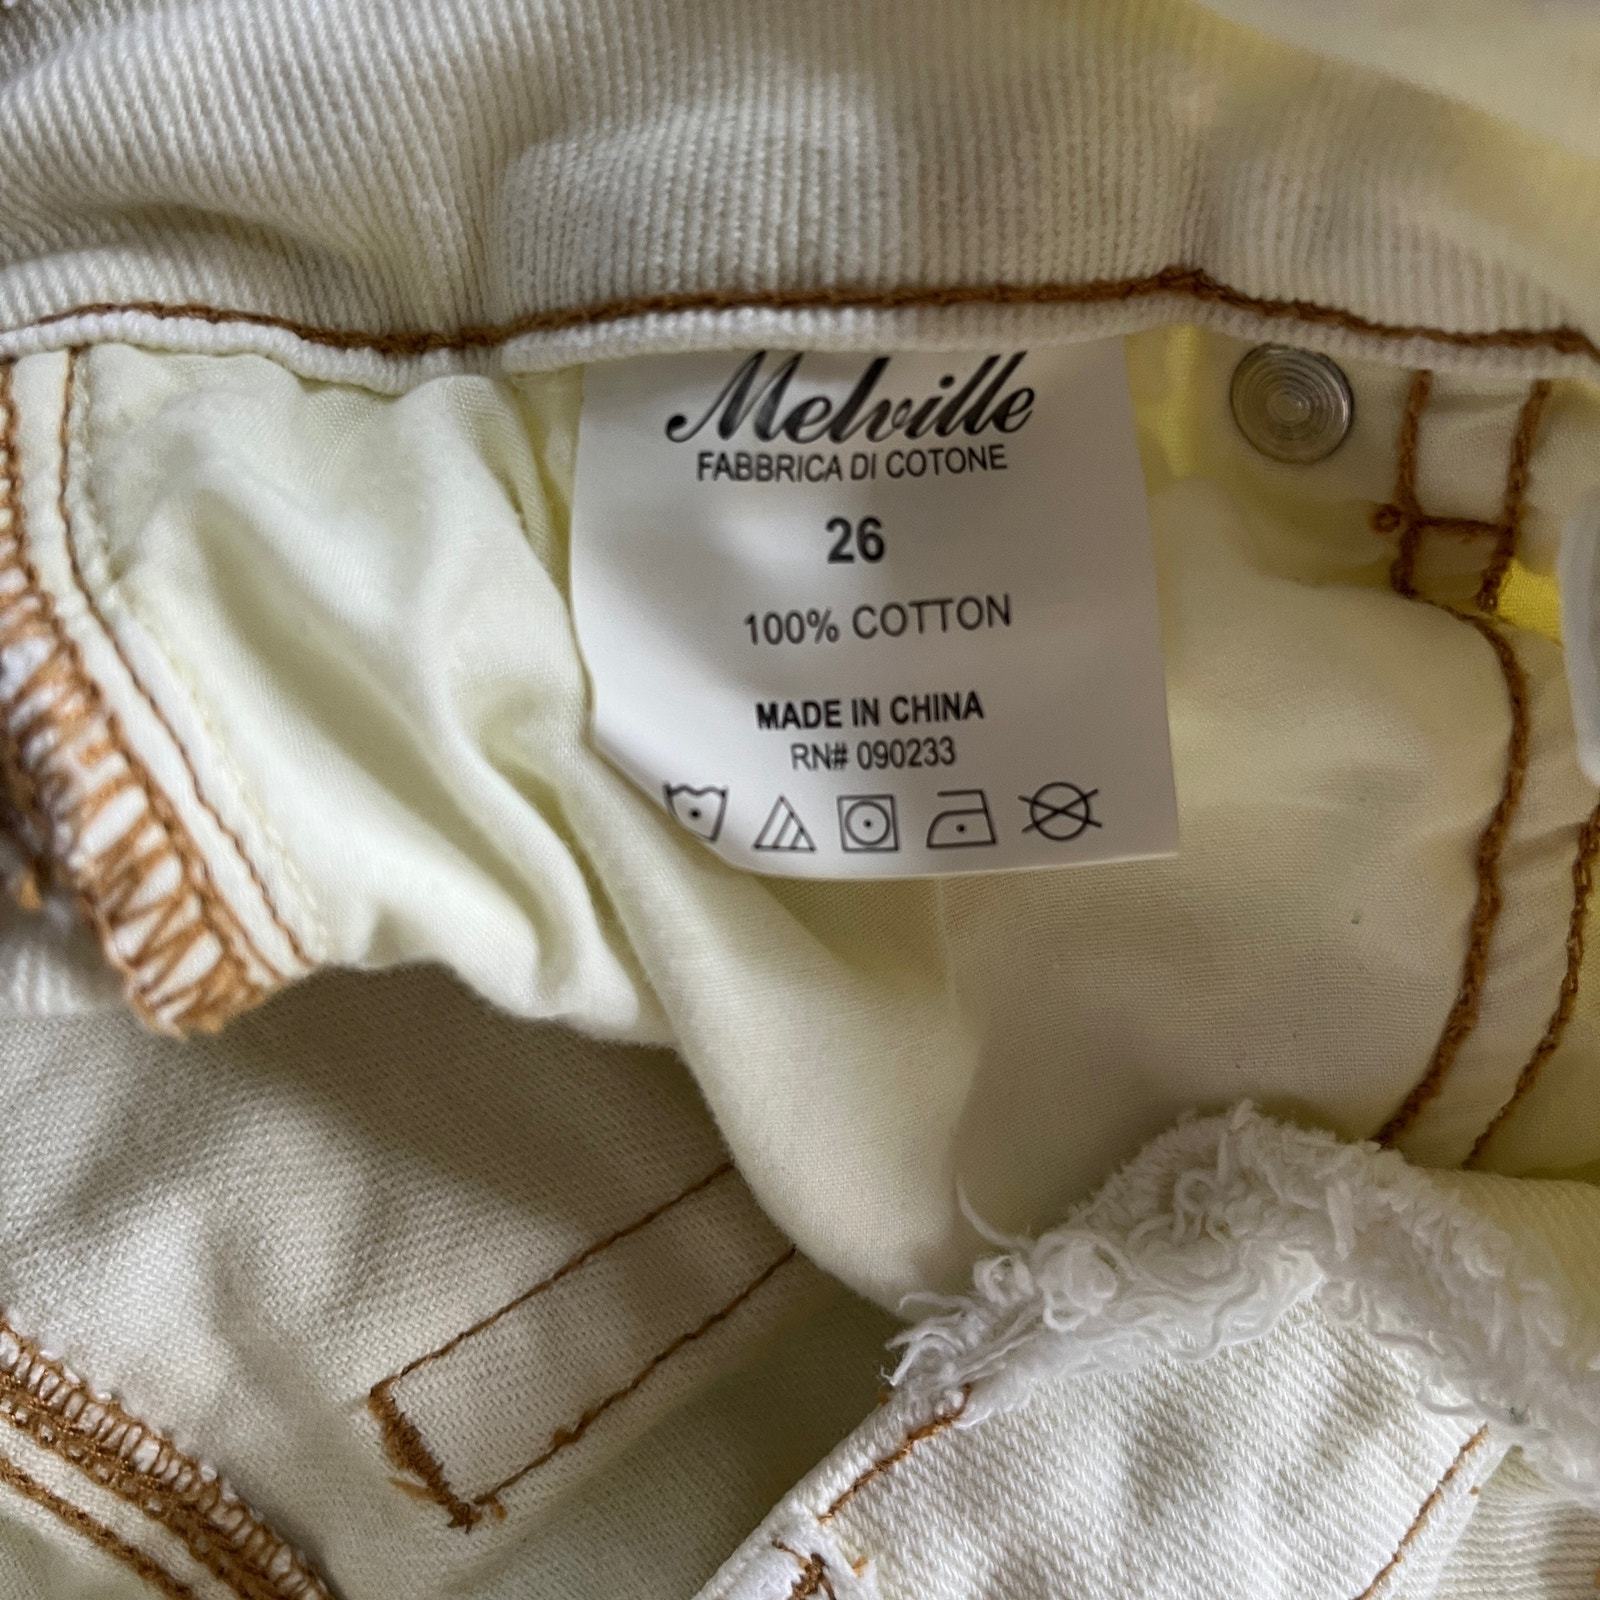 Melville
FABBRICA DI COTONE
26
100% COTTON
MADE IN CHINA
RN# 090233